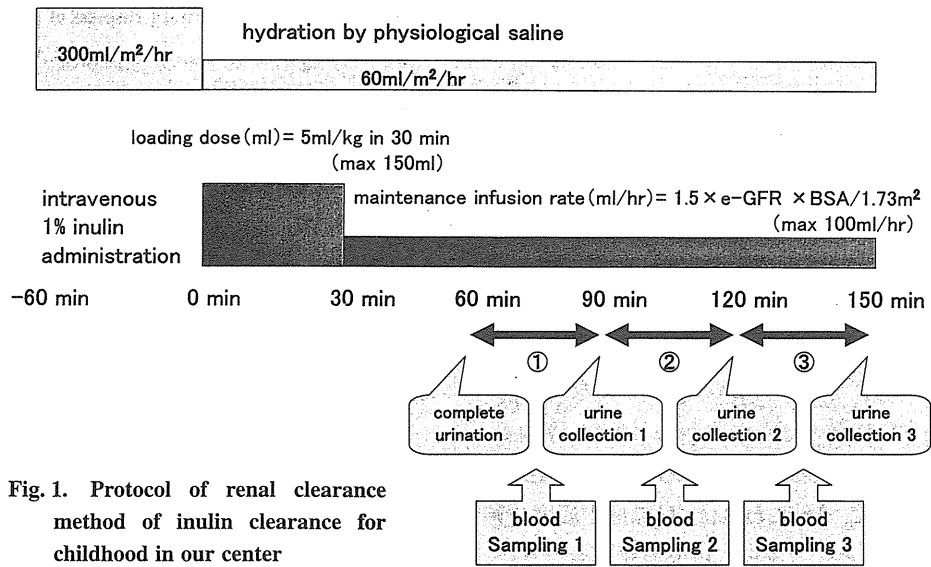 hydration by physiological saline
300ml/m²/hr
60ml/m²/hr
loading dose(ml)= 5ml/kg in 30 min
(max 150ml)
intravenous
1% inulin
administration
maintenance infusion rate(ml/hr)= 1.5×e-GFR ×BSA/1.73m²
(max 100ml/hr)
-60 min 0 min 30 min 60 min 90 min 120 min 150 min
① ② ③
complete
urination
urine
collection 1
urine
collection 2
urine
collection 3
blood
Sampling 1
blood
Sampling 2
blood
Sampling 3
Fig. 1. Protocol of renal clearance
method of inulin clearance for
childhood in our center